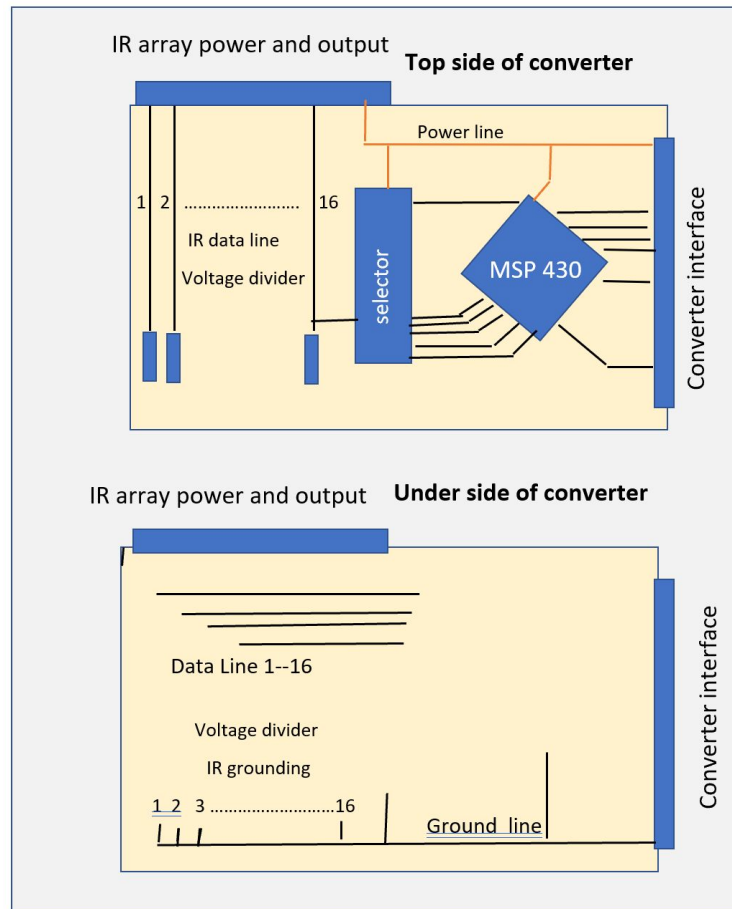 IR array power and output
Top side of converter
Power line
1 2 .......................... 16
IR data line
Voltage divider
selector
MSP 430
Converter interface
IR array power and output
Under side of converter
Data Line 1--16
Voltage divider
IR grounding
1 2 3 ...........................16
Ground line
Converter interface